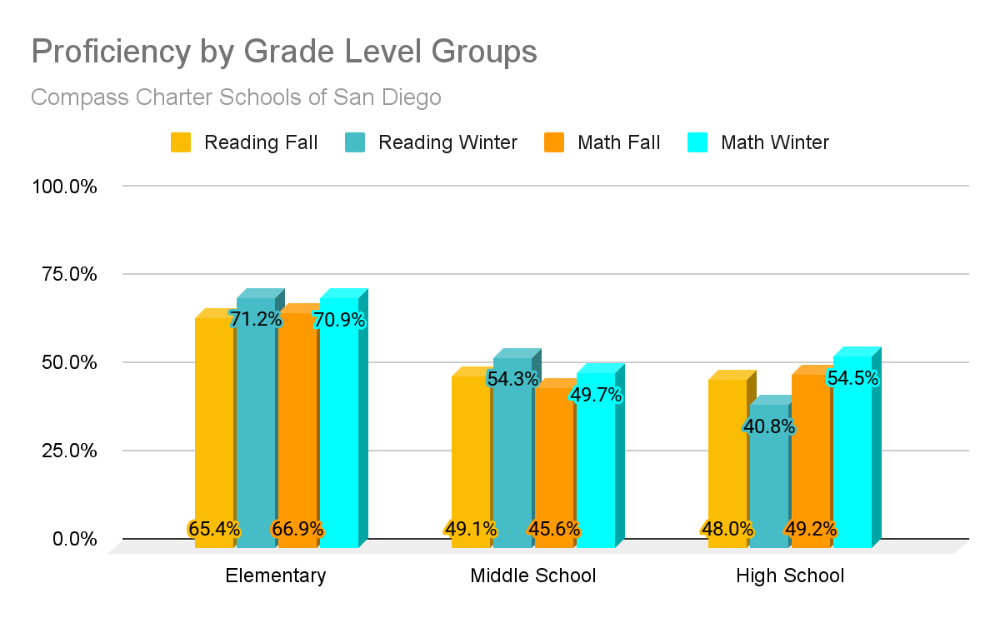 Proficiency by Grade Level Groups
Compass Charter Schools of San Diego
Reading Fall Reading Winter Math Fall Math Winter
100.0%
75.0%
50.0%
25.0%
0.0%
71.2% 70.9%
54.3% 49.7%
40.8% 54.5%
65.4% 66.9% 49.1% 45.6% 48.0% 49.2%
Elementary Middle School High School